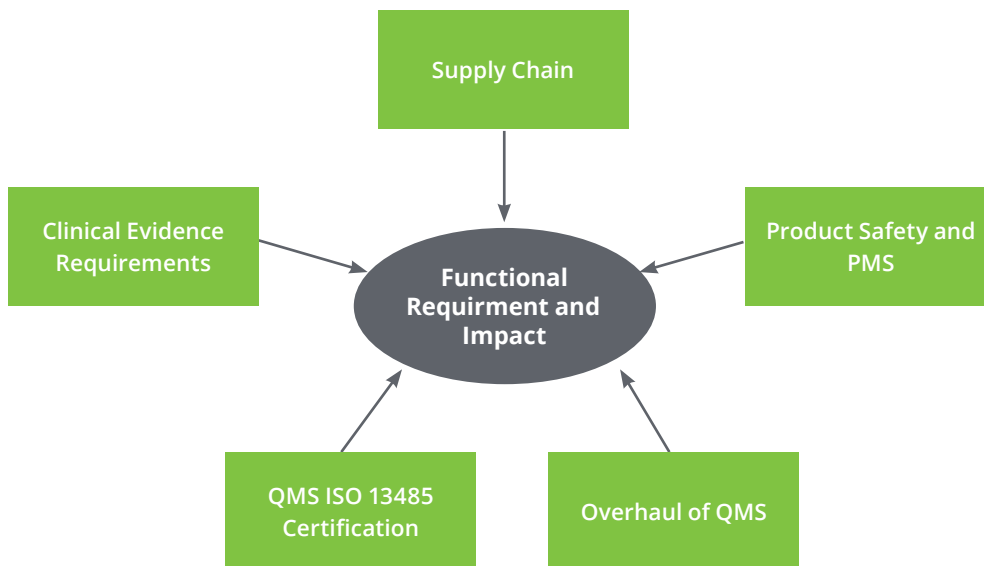 Supply Chain
Clinical Evidence
Requirements
Product Safety and
PMS
Functional
Requirment and
Impact
QMS ISO 13485
Certification
Overhaul of QMS